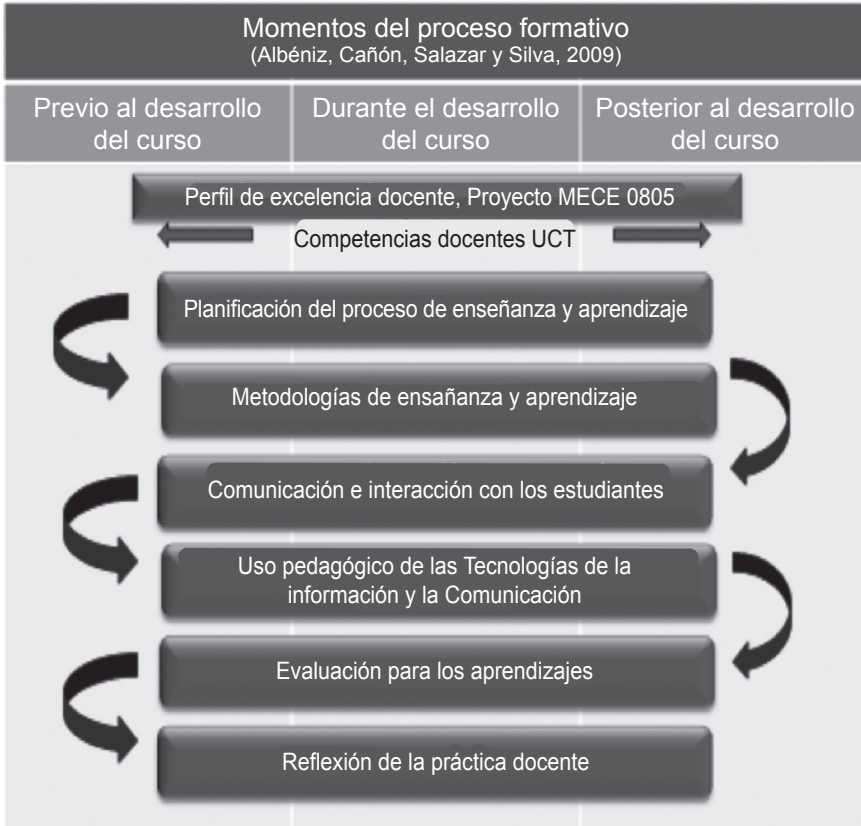 Momentos del proceso formativo
(Albéniz, Cañón, Salazar y Silva, 2009)
Previo al desarrollo
del curso
Durante el desarrollo
del curso
Posterior al desarrollo
del curso
Perfil de excelencia docente, Proyecto MECE 0805
Competencias docentes UCT
Planificación del proceso de enseñanza y aprendizaje
Metodologías de ensañanza y aprendizaje
Comunicación e interacción con los estudiantes
Uso pedagógico de las Tecnologías de la
información y la Comunicación
Evaluación para los aprendizajes
Reflexión de la práctica docente